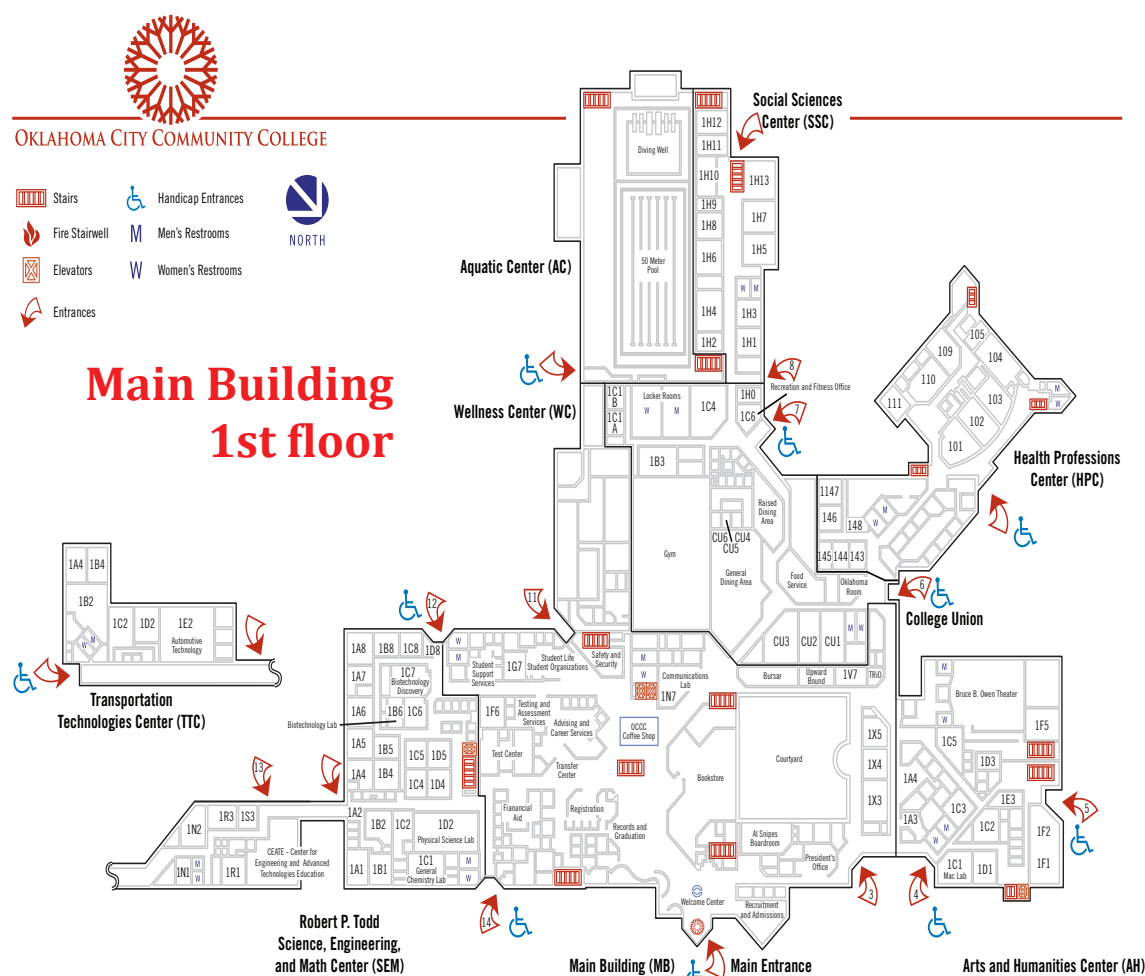 OKLAHOMA CITY COMMUNITY COLLEGE
Stairs
Handicap Entrances
Fire Stairwell
M
Men's Restrooms
Elevators
W
Women's Restrooms
Entrances
NORTH
Main Building
1st floor
Social Sciences
Center (SSC)
Aquatic Center (AC)
Diving Well
50 Meter
Pool
1H12
1H11
1H10
1H13
1H9
1H8
1H7
1H6
1H5
W
M
1H4
1H3
1H2
1H1
8
Recreation and Fitness Office
Wellness Center (WC)
1C1
B
1C1
A
Locker Rooms
W
M
1C4
1H0
1C6
7
1B3
Gym
Raised
Dining
Area
CU6
CU4
CU5
General
Dining Area
Food
Service
Oklahoma
Room
105
109
104
110
103
111
102
101
M
W
Health Professions
Center (HPC)
1147
146
148
M
W
145
144
143
6
College Union
CU3
CU2
CU1
M
W
Bursar
Upward
Bound
1V7
TRiO
1A4
1B4
1B2
1C2
1D2
1E2
Automotive
Technology
M
W
Transportation
Technologies Center (TTC)
12
11
1A8
1B8
1C8
1D8
1A7
1C7
Biotechnology
Discovery
1A6
1B6
1C6
Biotechnology Lab
1A5
1B5
1C5
1D5
1A4
1B4
1C4
1D4
1A2
1B2
1C2
1D2
Physical Science Lab
1A1
1B1
1C1
General
Chemistry Lab
M
W
W
M
Student
Support
Services
1G7
Student Life
Student Organizations
Safety and
Security
M
W
Communications
Lab
1N7
1F6
Testing and
Assessment
Services
Advising and
Career Services
Test Center
Transfer
Center
OCCC
Coffee Shop
Bookstore
Courtyard
1X5
1X4
1X3
Fianancial
Aid
Registration
Records and
Graduation
Al Snipes
Boardroom
President's
Office
Welcome Center
Recruitment
and Admissions
13
1N2
1R3
1S3
CEATE - Center for
Engineering and Advanced
Technologies Education
1N1
M
W
1R1
14
3
4
5
M
Bruce B. Owen Theater
W
1F5
1C5
1D3
1A4
1E3
1C3
1A3
1C2
1F2
M
W
1C1
Mac Lab
1D1
1F1
Robert P. Todd
Science, Engineering,
and Math Center (SEM)
Main Building (MB)
Main Entrance
Arts and Humanities Center (AH)